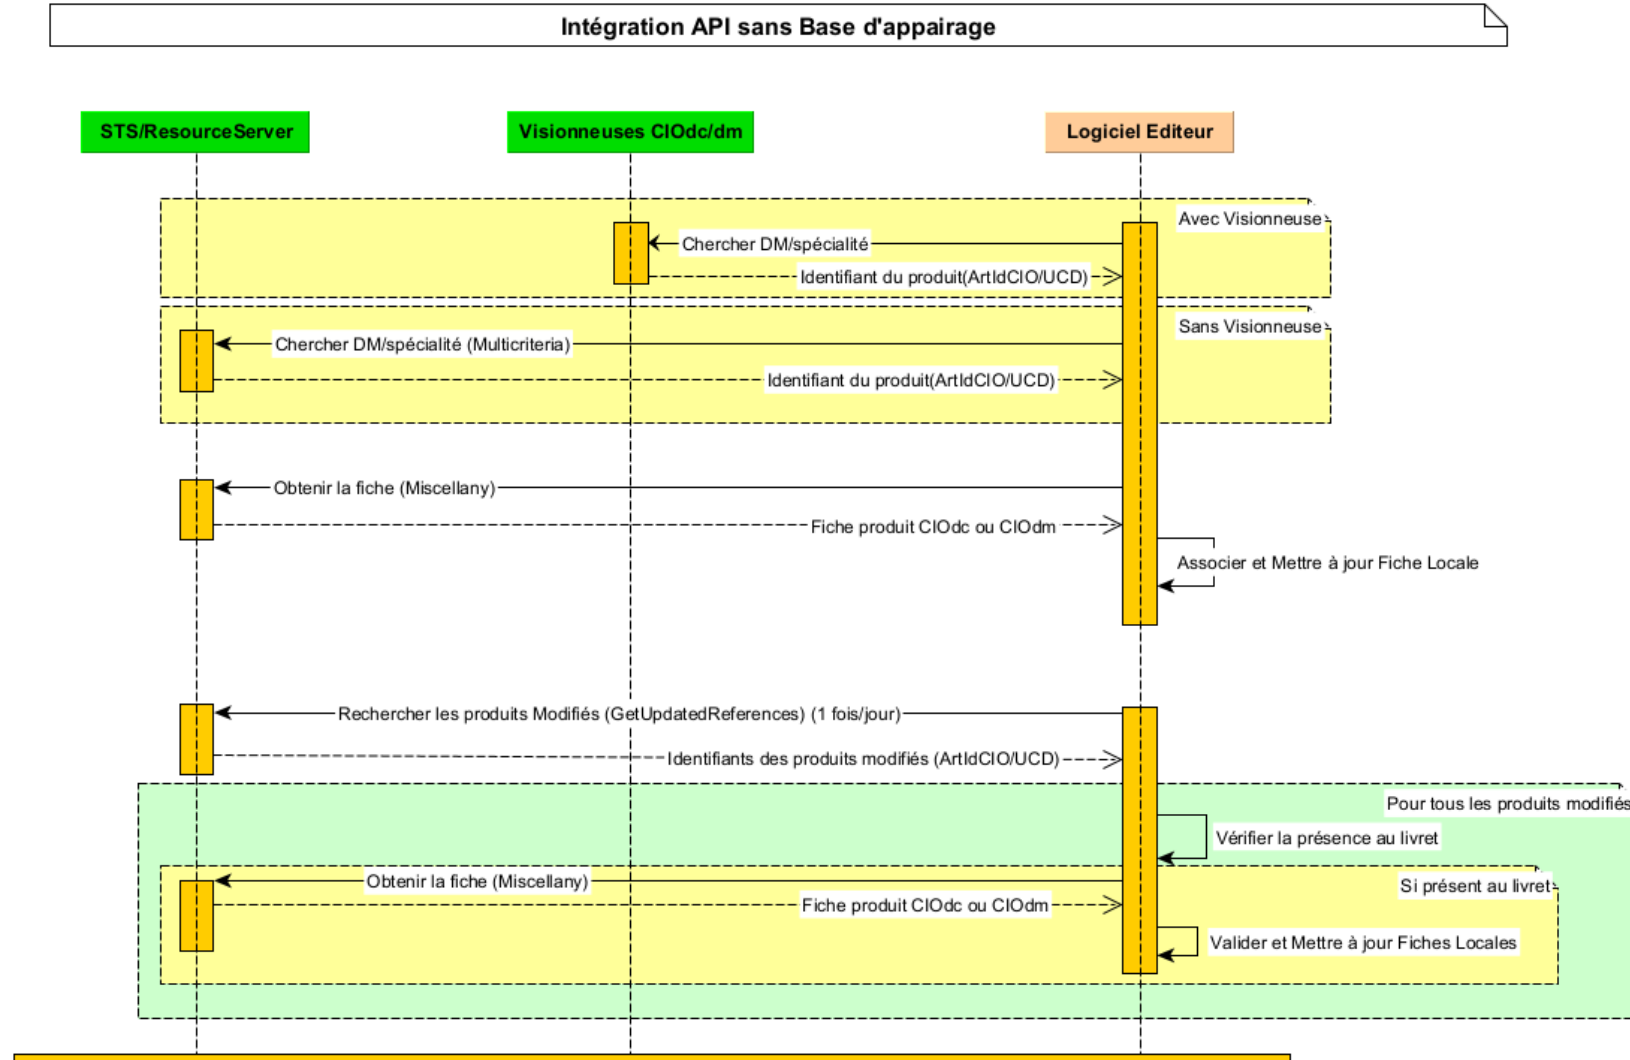 Intégration API sans Base d'appairage
STS/ResourceServer
Visionneuses CIOdc/dm
Logiciel Editeur
Avec Visionneuse
Chercher DM/spécialité
Identifiant du produit(ArtIdCIO/UCD)
Sans Visionneuse
Chercher DM/spécialité (Multicriteria)
Identifiant du produit(ArtIdCIO/UCD)
Obtenir la fiche (Miscellany)
Fiche produit CIOdc ou CIOdm
Associer et Mettre à jour Fiche Locale
Rechercher les produits Modifiés (GetUpdatedReferences) (1 fois/jour)
Identifiants des produits modifiés (ArtIdCIO/UCD)
Pour tous les produits modifiés
Vérifier la présence au livret
Obtenir la fiche (Miscellany)
Si présent au livret
Fiche produit CIOdc ou CIOdm
Valider et Mettre à jour Fiches Locales